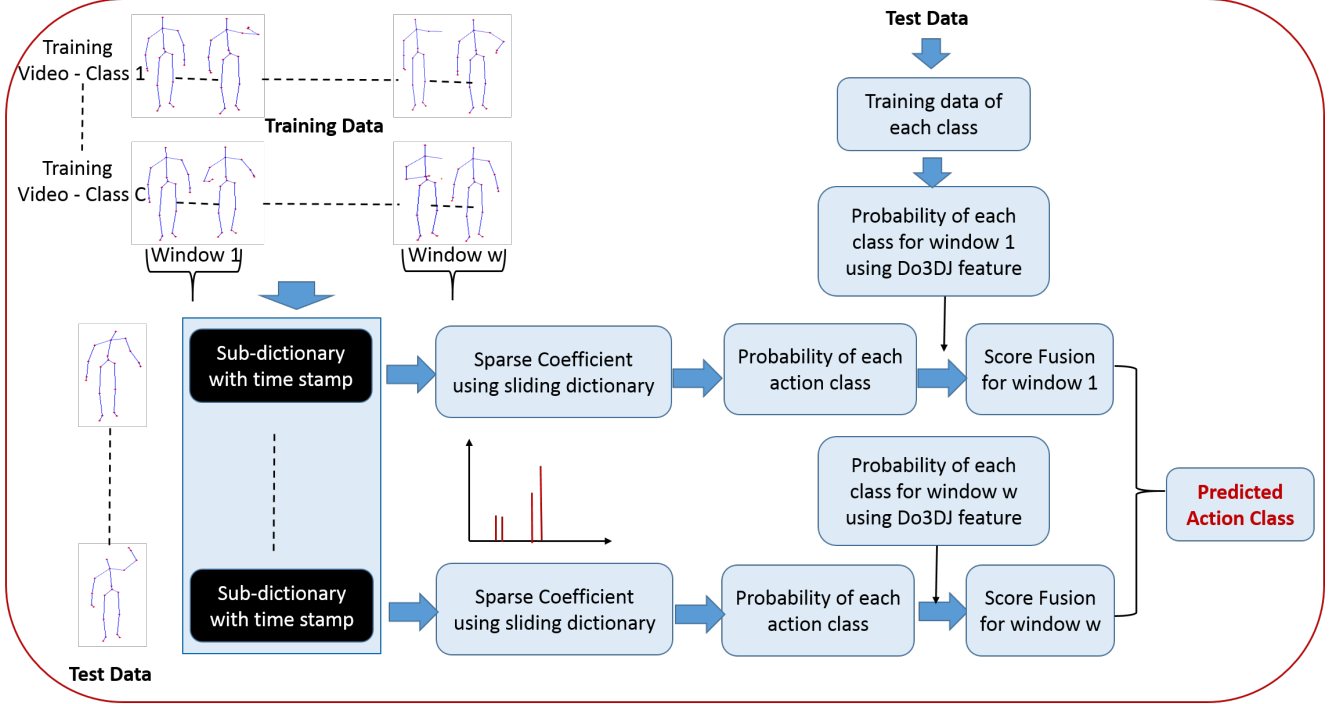 Training
Video - Class 1
Training Data
Training
Video - Class C
Window 1
Window w
Test Data
Training data of
each class
Probability of each
class for window 1
using Do3DJ feature
Sub-dictionary
with time stamp
Sparse Coefficient
using sliding dictionary
Probability of each
action class
Score Fusion
for window 1
Probability of each
class for window w
using Do3DJ feature
Predicted
Action Class
Sub-dictionary
with time stamp
Sparse Coefficient
using sliding dictionary
Probability of each
action class
Score Fusion
for window w
Test Data